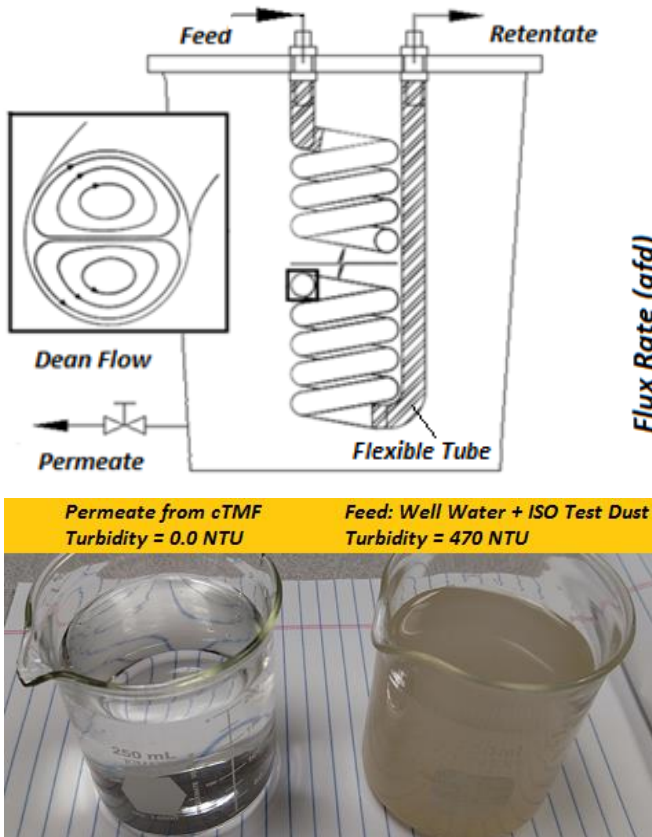 Feed
Retentate
Dean Flow
Flux Rate (gfd)
Permeate
Flexible Tube
Permeate from cTMF
Turbidity = 0.0 NTU
Feed: Well Water + ISO Test Dust
Turbidity = 470 NTU
250 mL